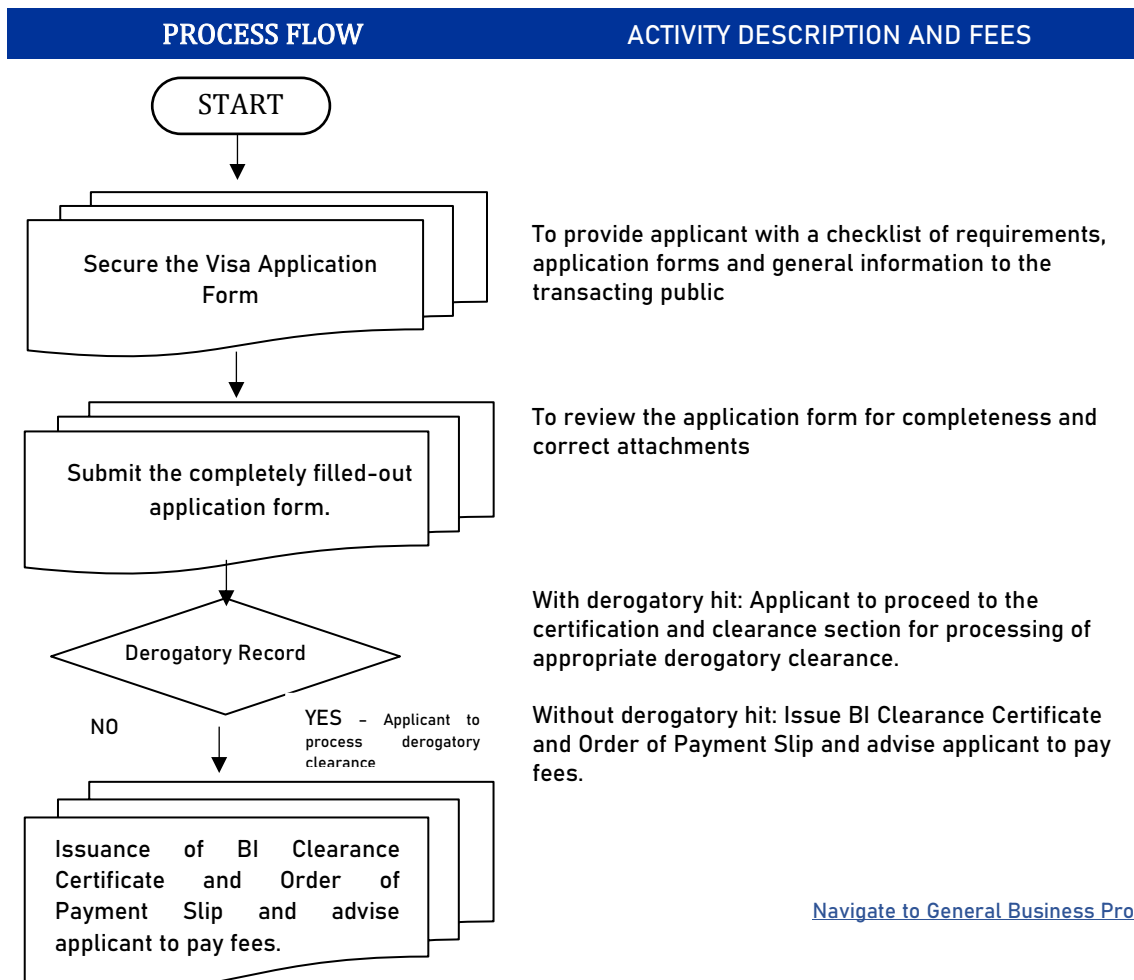 PROCESS FLOW
ACTIVITY DESCRIPTION AND FEES
START
Secure the Visa Application
Form
To provide applicant with a checklist of requirements,
application forms and general information to the
transacting public
Submit the completely filled-out
application form.
To review the application form for completeness and
correct attachments
Derogatory Record
NO
YES - Applicant to
process derogatory
clearance
With derogatory hit: Applicant to proceed to the
certification and clearance section for processing of
appropriate derogatory clearance.
Without derogatory hit: Issue BI Clearance Certificate
and Order of Payment Slip and advise applicant to pay
fees.
Issuance of BI Clearance
Certificate and Order of
Payment Slip and advise
applicant to pay fees.
Navigate to General Business Pro